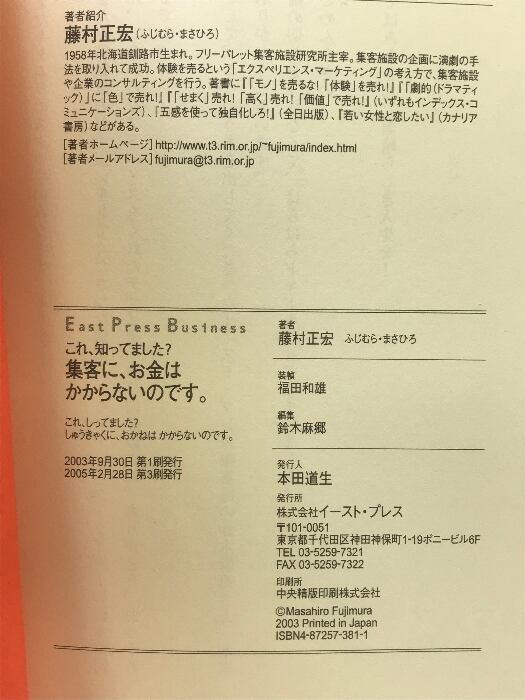 著者紹介
藤村正宏（ふじむら・まさひろ）
1958年北海道釧路市生まれ。フリーパレット集客施設研究所主宰。集客施設の企画に演劇の手
法を取り入れて成功。体験を売るという「エクスペリエンス・マーケティング」の考え方で、集客施設
や企業のコンサルティングを行う。著書に『「モノ」を売るな！「体験」を売れ！』『「劇的（ドラマティ
ック）」に「色」で売れ！』『「せまく」売れ！「高く」売れ！「価値」で売れ！』（いずれもインデックス・コ
ミュニケーションズ）、『五感を使って独自化しろ！』（全日出版）、『若い女性と恋したい』（カナリア
書房）などがある。
[著者ホームページ] http://www.t3.rim.or.jp/~fujimura/index.html
[著者メールアドレス] fujimura@t3.rim.or.jp
East Press Business
これ、知ってました？
集客に、お金は
かからないのです。
これ、しってました？
しゅうきゃくに、おかねは かからないのです。
2003年9月30日 第1刷発行
2005年2月28日 第3刷発行
著者
藤村正宏 ふじむら・まさひろ
装幀
福田和雄
編集
鈴木麻郷
発行人
本田道生
発行所
株式会社イースト・プレス
〒101-0051
東京都千代田区神田神保町1-19ポニービル6F
TEL 03-5259-7321
FAX 03-5259-7322
印刷所
中央精版印刷株式会社
©Masahiro Fujimura
2003 Printed in Japan
ISBN4-87257-381-1